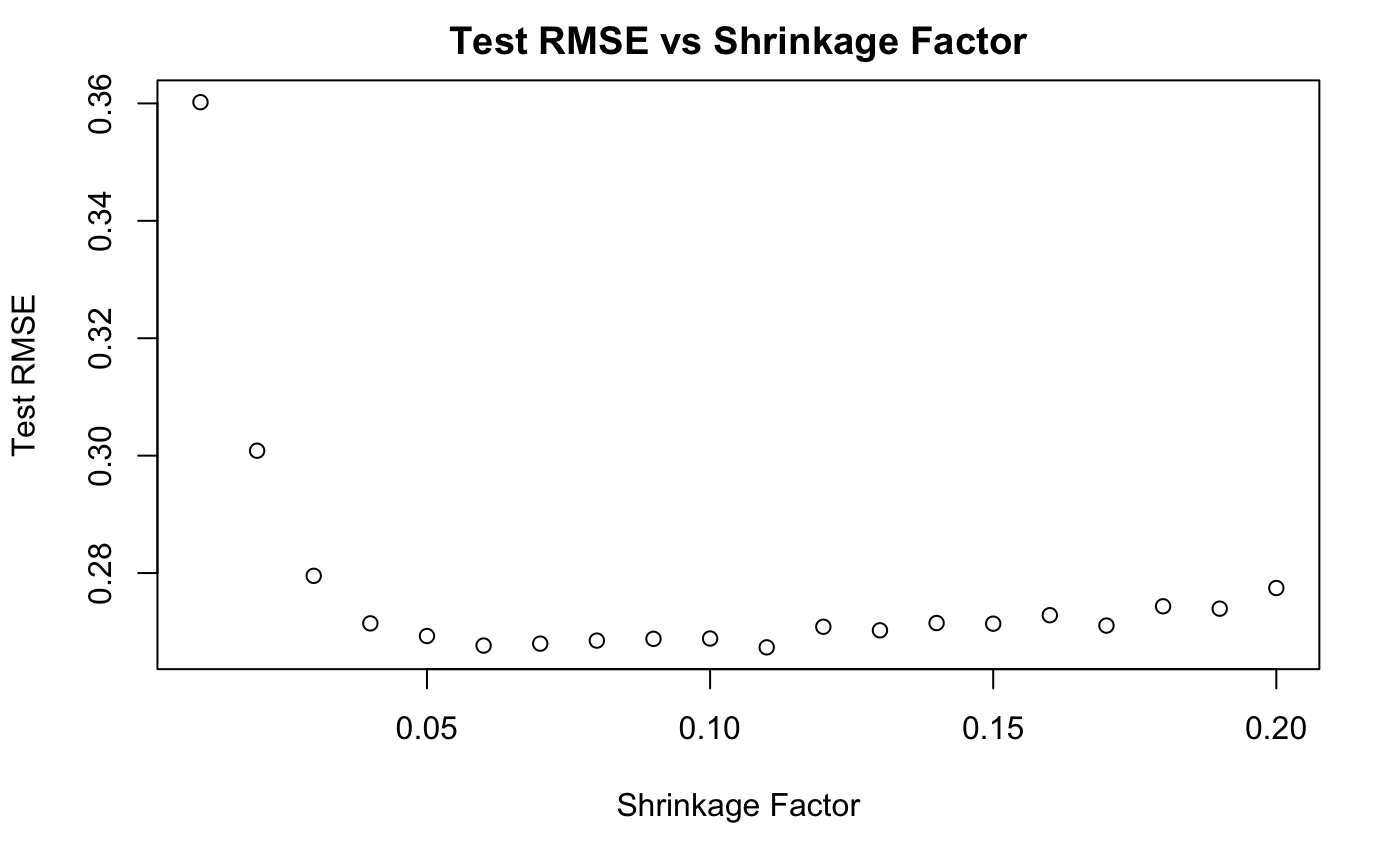 Test RMSE vs Shrinkage Factor
0.36
0.34
0.32
0.30
0.28
Test RMSE
0.05 0.10 0.15 0.20
Shrinkage Factor